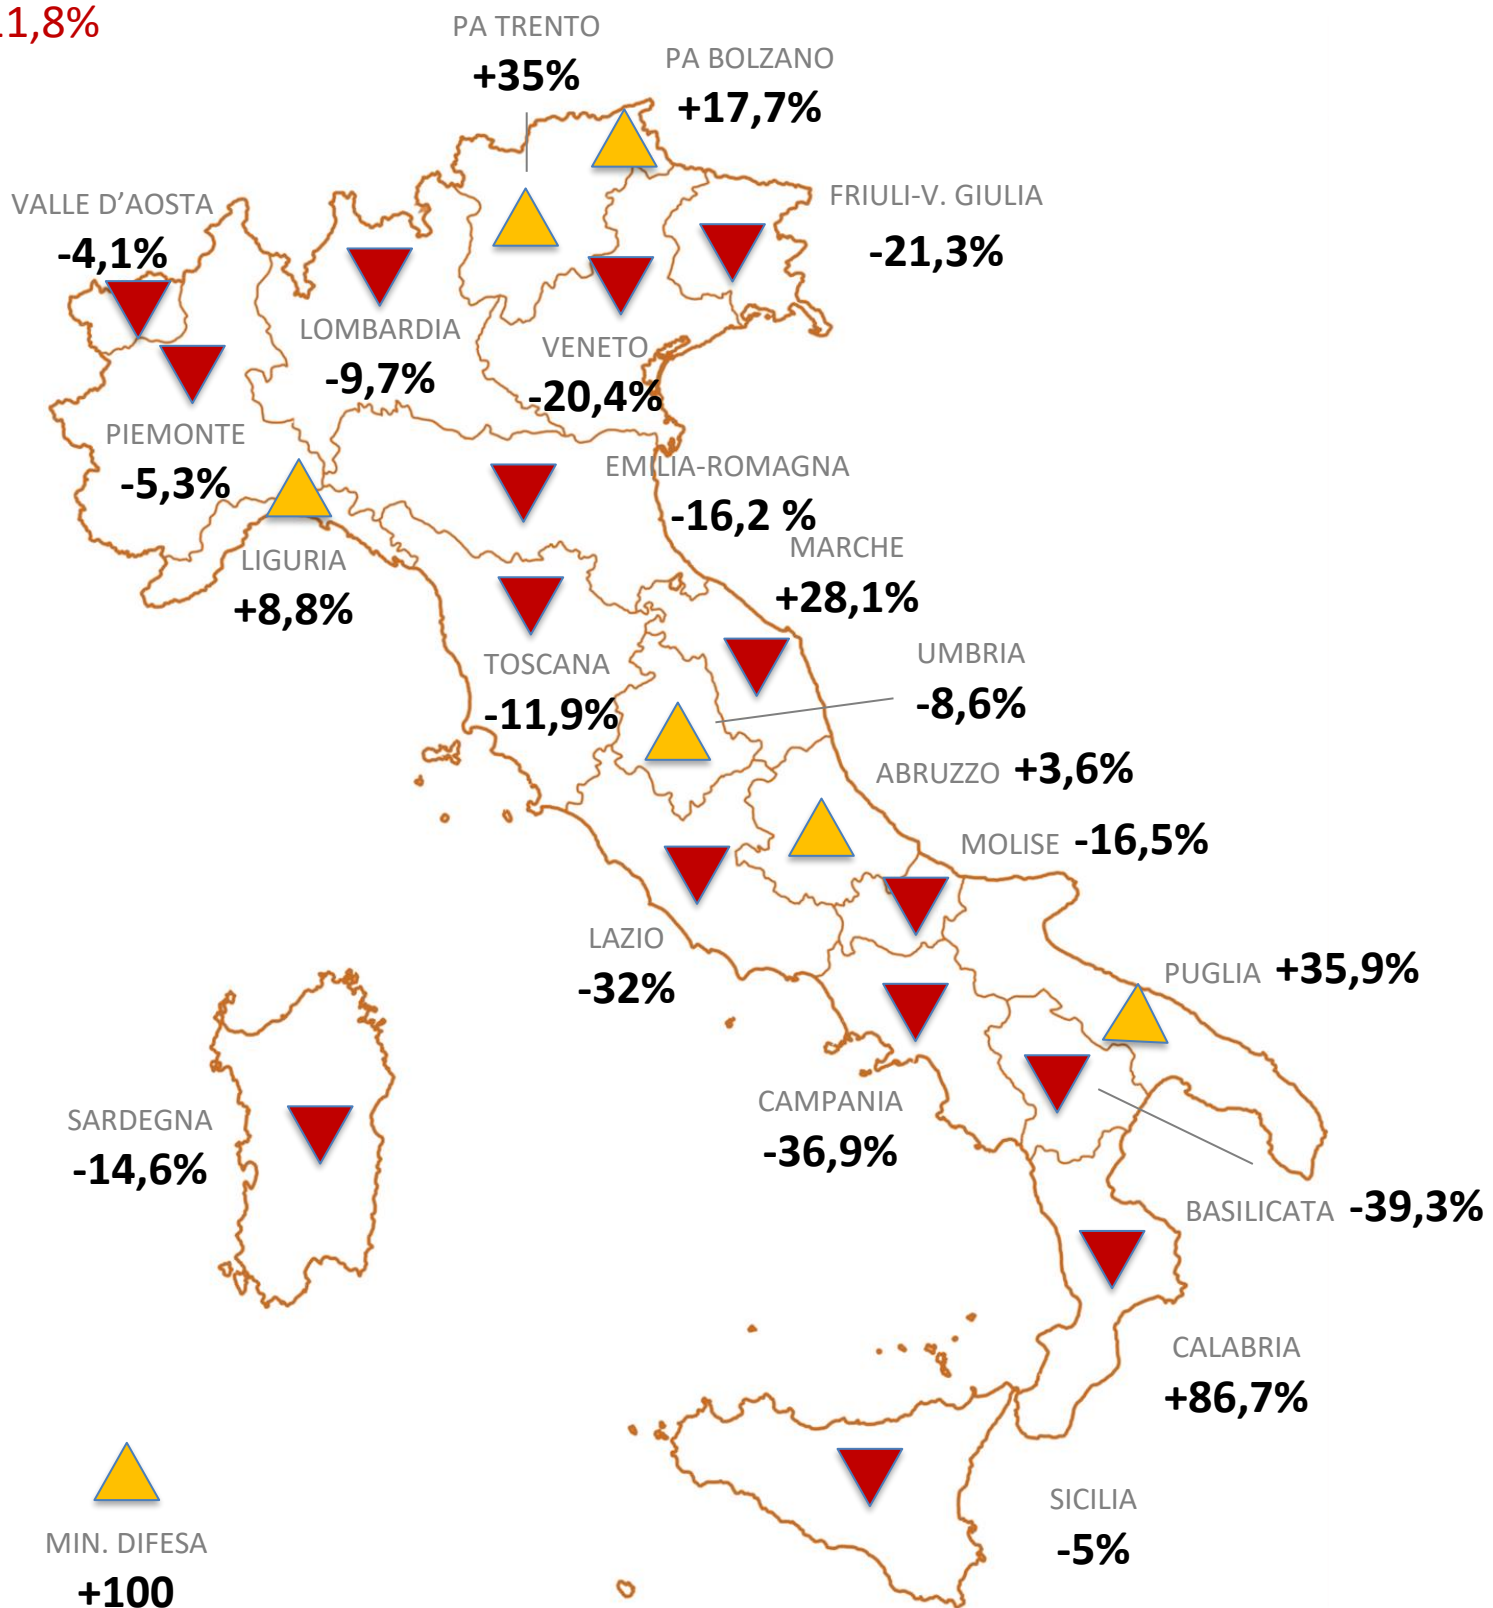 1,8%
PA TRENTO
+35%
PA BOLZANO
+17,7%
VALLE D'AOSTA
-4,1%
FRIULI-V. GIULIA
-21,3%
LOMBARDIA
-9,7%
VENETO
-20,4%
PIEMONTE
-5,3%
EMILIA-ROMAGNA
-16,2 %
LIGURIA
+8,8%
MARCHE
+28,1%
TOSCANA
-11,9%
UMBRIA
-8,6%
ABRUZZO +3,6%
MOLISE -16,5%
LAZIO
-32%
PUGLIA +35,9%
CAMPANIA
-36,9%
SARDEGNA
-14,6%
BASILICATA -39,3%
CALABRIA
+86,7%
SICILIA
-5%
MIN. DIFESA
+100